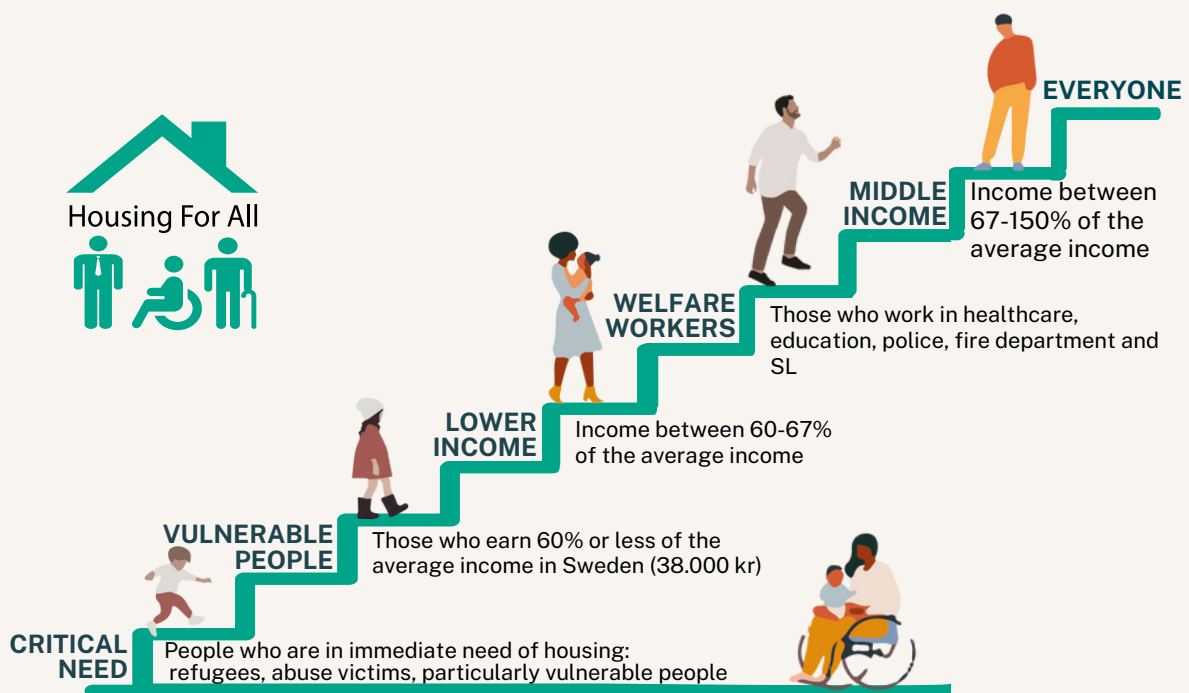 Housing For All
EVERYONE
MIDDLE
INCOME
Income between
67-150% of the
average income
WELFARE
WORKERS
Those who work in healthcare,
education, police, fire department and
SL
LOWER
INCOME
Income between 60-67%
of the average income
VULNERABLE
PEOPLE
Those who earn 60% or less of the
average income in Sweden (38.000 kr)
CRITICAL
NEED
People who are in immediate need of housing:
refugees, abuse victims, particularly vulnerable people